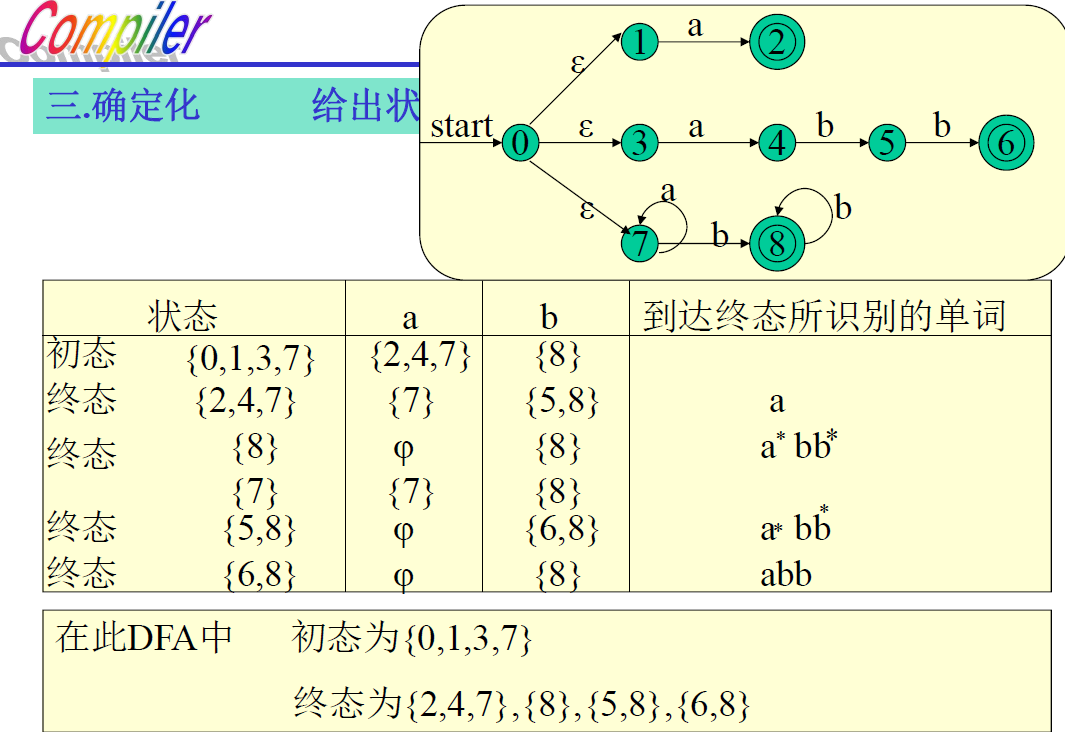 Compiler
三.确定化 给出状
start 0 ε 1 a 2
ε 3 a 4 b 5 b 6
ε 7 a b 8 b
状态 a b 到达终态所识别的单词
初态 {0,1,3,7} {2,4,7} {8}
终态 {2,4,7} {7} {5,8} a
终态 {8} φ {8} a* bb*
{7} {7} {8}
终态 {5,8} φ {6,8} a* bb*
终态 {6,8} φ {8} abb
在此DFA中 初态为{0,1,3,7}
终态为{2,4,7},{8},{5,8},{6,8}